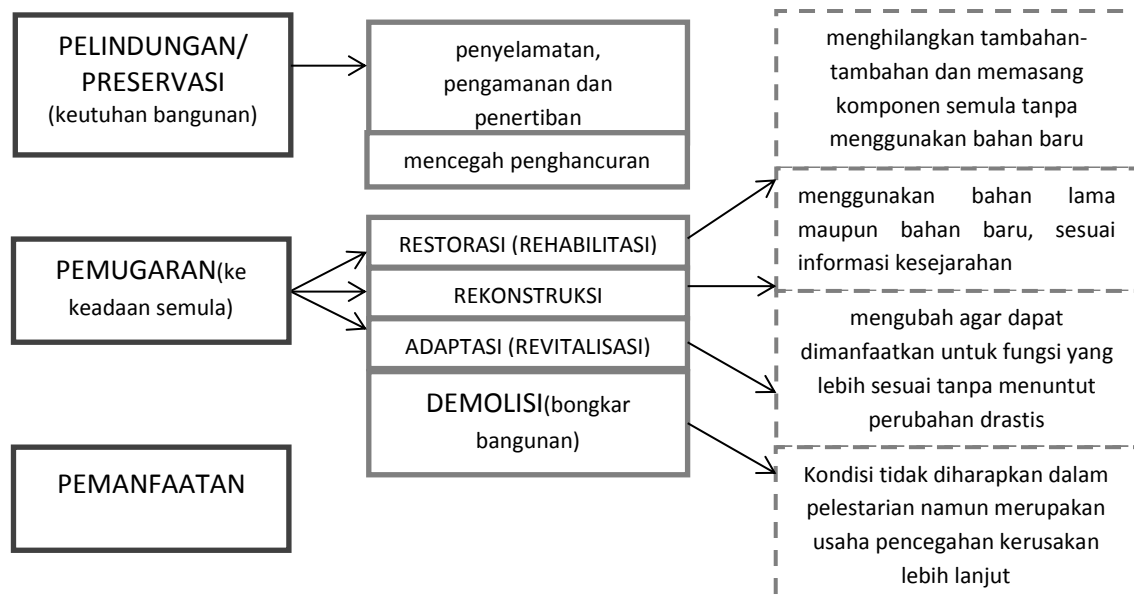 PELINDUNGAN/
PRESERVASI
(keutuhan bangunan)
penyelamatan,
pengamanan dan
penertiban
mencegah penghancuran
menghilangkan tambahan-
tambahan dan memasang
komponen semula tanpa
menggunakan bahan baru
PEMUGARAN(ke
keadaan semula)
RESTORASI (REHABILITASI)
REKONSTRUKSI
ADAPTASI (REVITALISASI)
DEMOLISI(bongkar
bangunan)
menggunakan bahan lama
maupun bahan baru, sesuai
informasi kesejarahan
mengubah agar dapat
dimanfaatkan untuk fungsi yang
lebih sesuai tanpa menuntut
perubahan drastis
PEMANFAATAN
Kondisi tidak diharapkan dalam
pelestarian namun merupakan
usaha pencegahan kerusakan
lebih lanjut